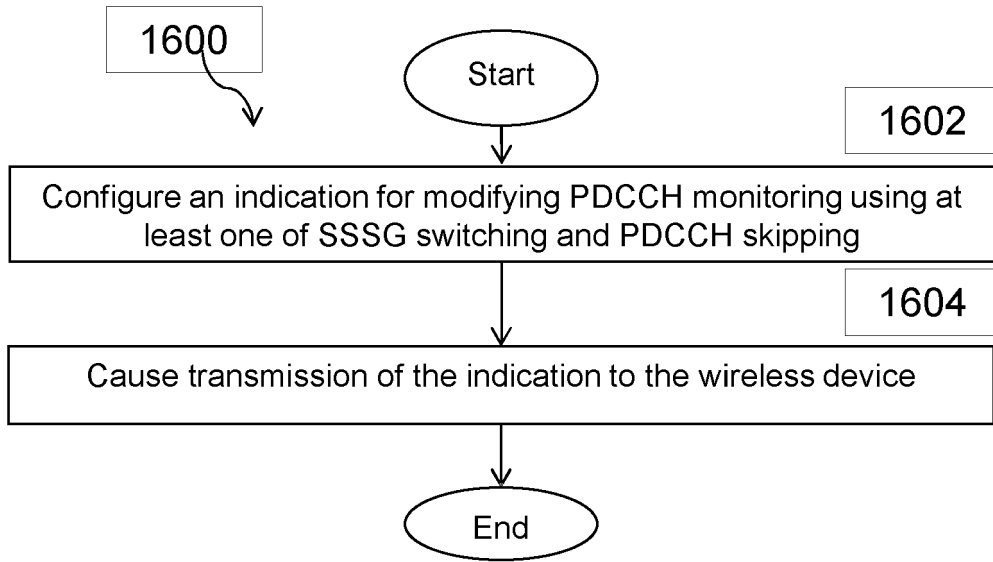 1600
Start
1602
Configure an indication for modifying PDCCH monitoring using at
least one of SSSG switching and PDCCH skipping
1604
Cause transmission of the indication to the wireless device
End